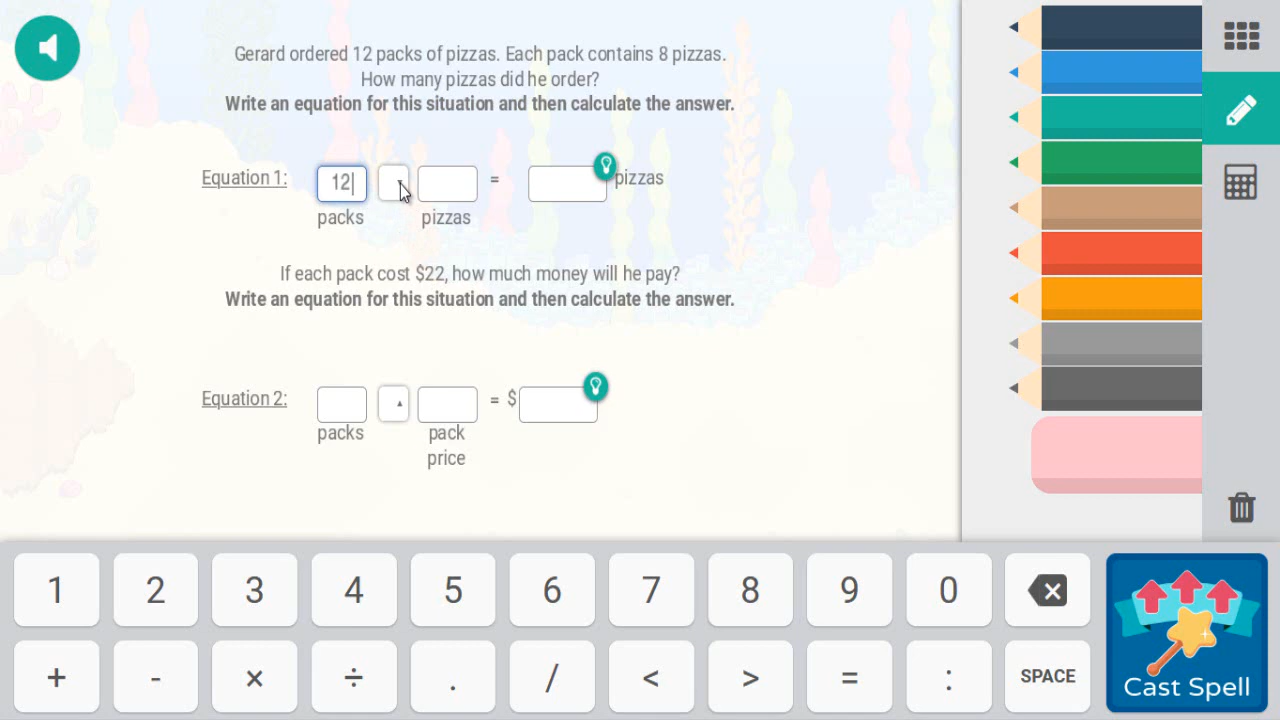 Gerard ordered 12 packs of pizzas. Each pack contains 8 pizzas.
How many pizzas did he order?
Write an equation for this situation and then calculate the answer.
Equation 1: 12 = pizzas
packs pizzas
If each pack cost $22, how much money will he pay?
Write an equation for this situation and then calculate the answer.
Equation 2: = $
packs pack
price
1 2 3 4 5 6 7 8 9 0
+ - × ÷ . / < > = : SPACE
Cast Spell